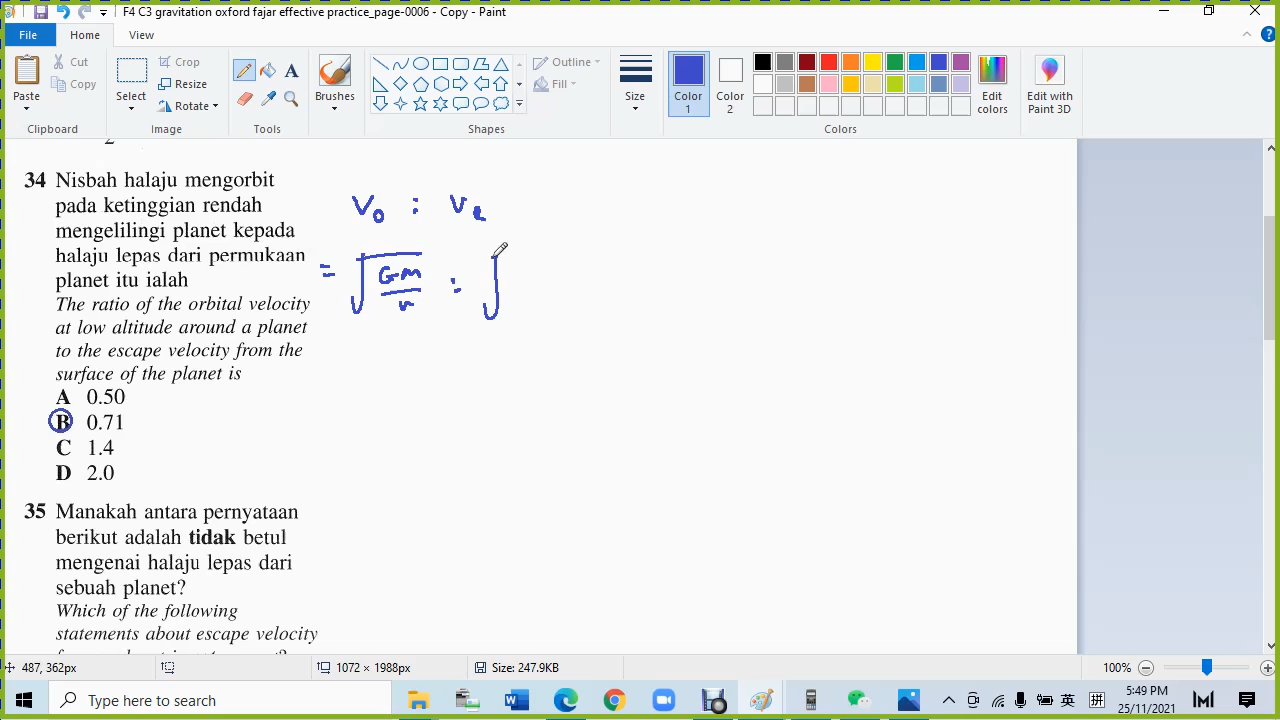 F4 C3 gravitation oxford fajar effective practice_page-0006 - Copy - Paint
File Home View
Paste Cut Copy Clipboard
Select Crop Resize Rotate Image
A Tools
Brushes
Outline Fill Shapes
Size
Color 1 Color 2 Edit colors Colors
Edit with Paint 3D
34 Nisbah halaju mengorbit
pada ketinggian rendah
mengelilingi planet kepada
halaju lepas dari permukaan
planet itu ialah
The ratio of the orbital velocity
at low altitude around a planet
to the escape velocity from the
surface of the planet is
A 0.50
B 0.71
C 1.4
D 2.0
Vo : Ve
= √GM/r : √
35 Manakah antara pernyataan
berikut adalah tidak betul
mengenai halaju lepas dari
sebuah planet?
Which of the following
statements about escape velocity
487, 362px 1072 × 1988px Size: 247.9KB 100%
Type here to search
英 拼 5:49 PM
25/11/2021